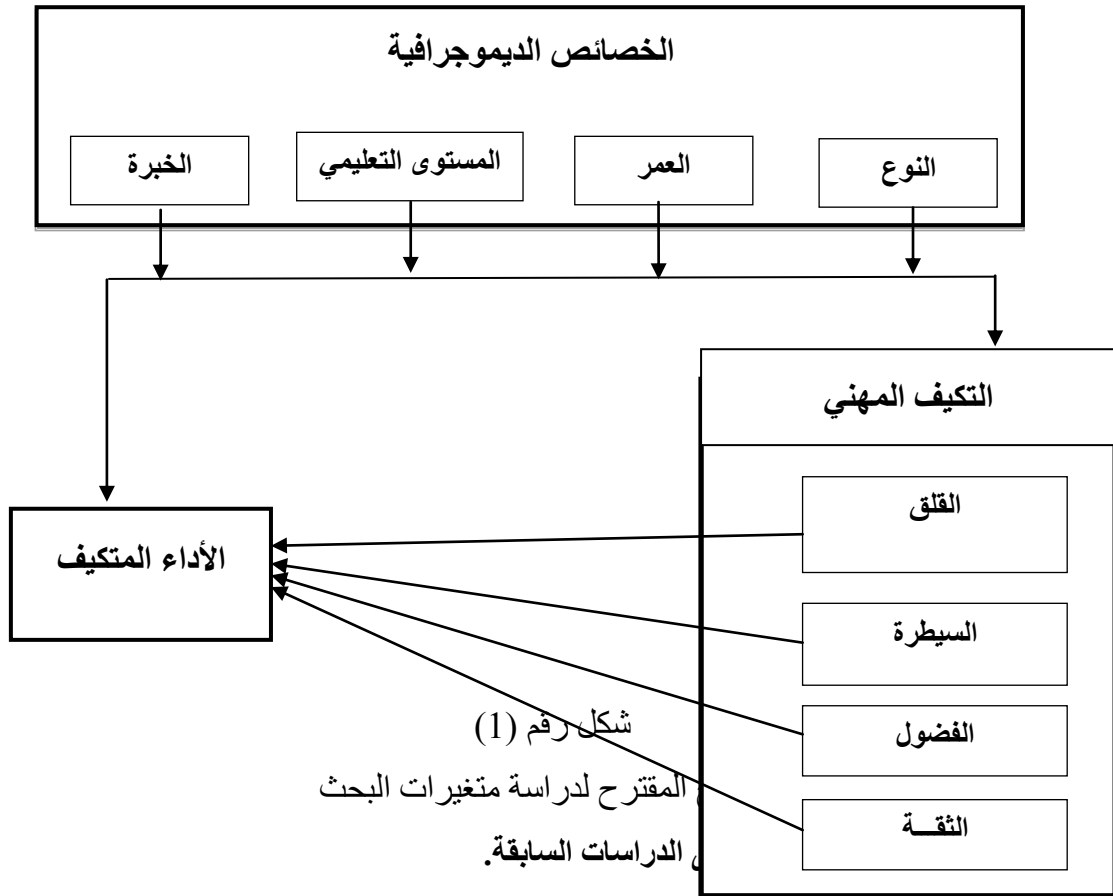 الخصائص الديموجرافية
النوع
العمر
المستوى التعليمي
الخبرة
التكيف المهني
القلق
السيطرة
الفضول
الثقـــة
الأداء المتكيف
شكل رقم (1)
المقترح لدراسة متغيرات البحث
الدراسات السابقة.